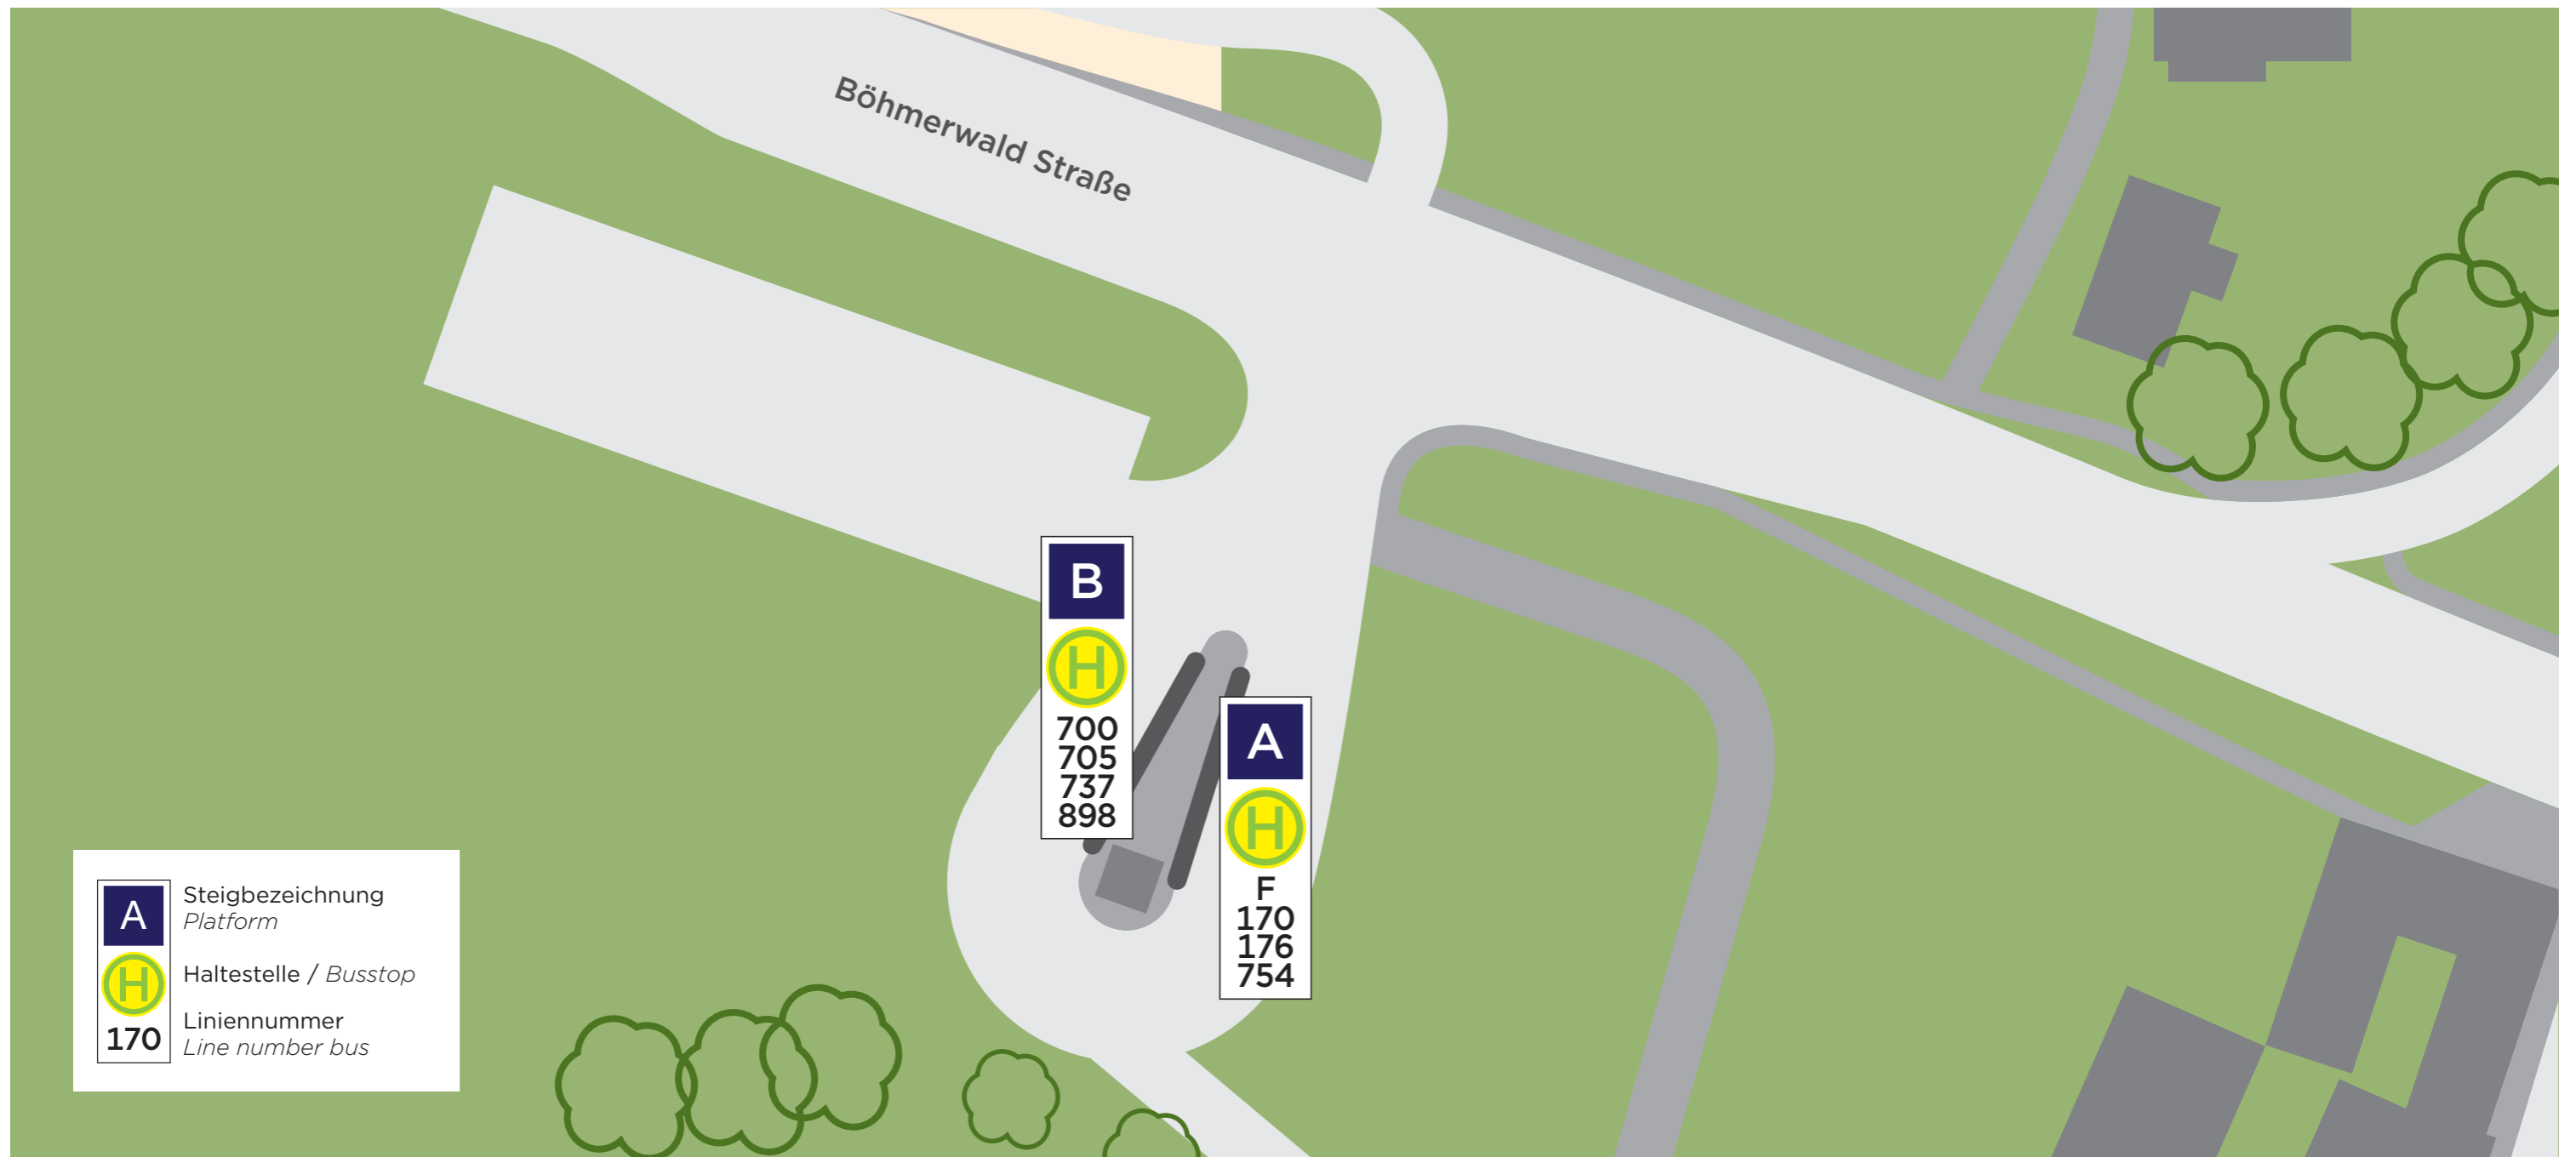 Böhmerwald Straße
B
H
700
705
737
898
A
H
F
170
176
754
A
Steigbezeichnung
Platform
H
Haltestelle / Busstop
170
Liniennummer
Line number bus